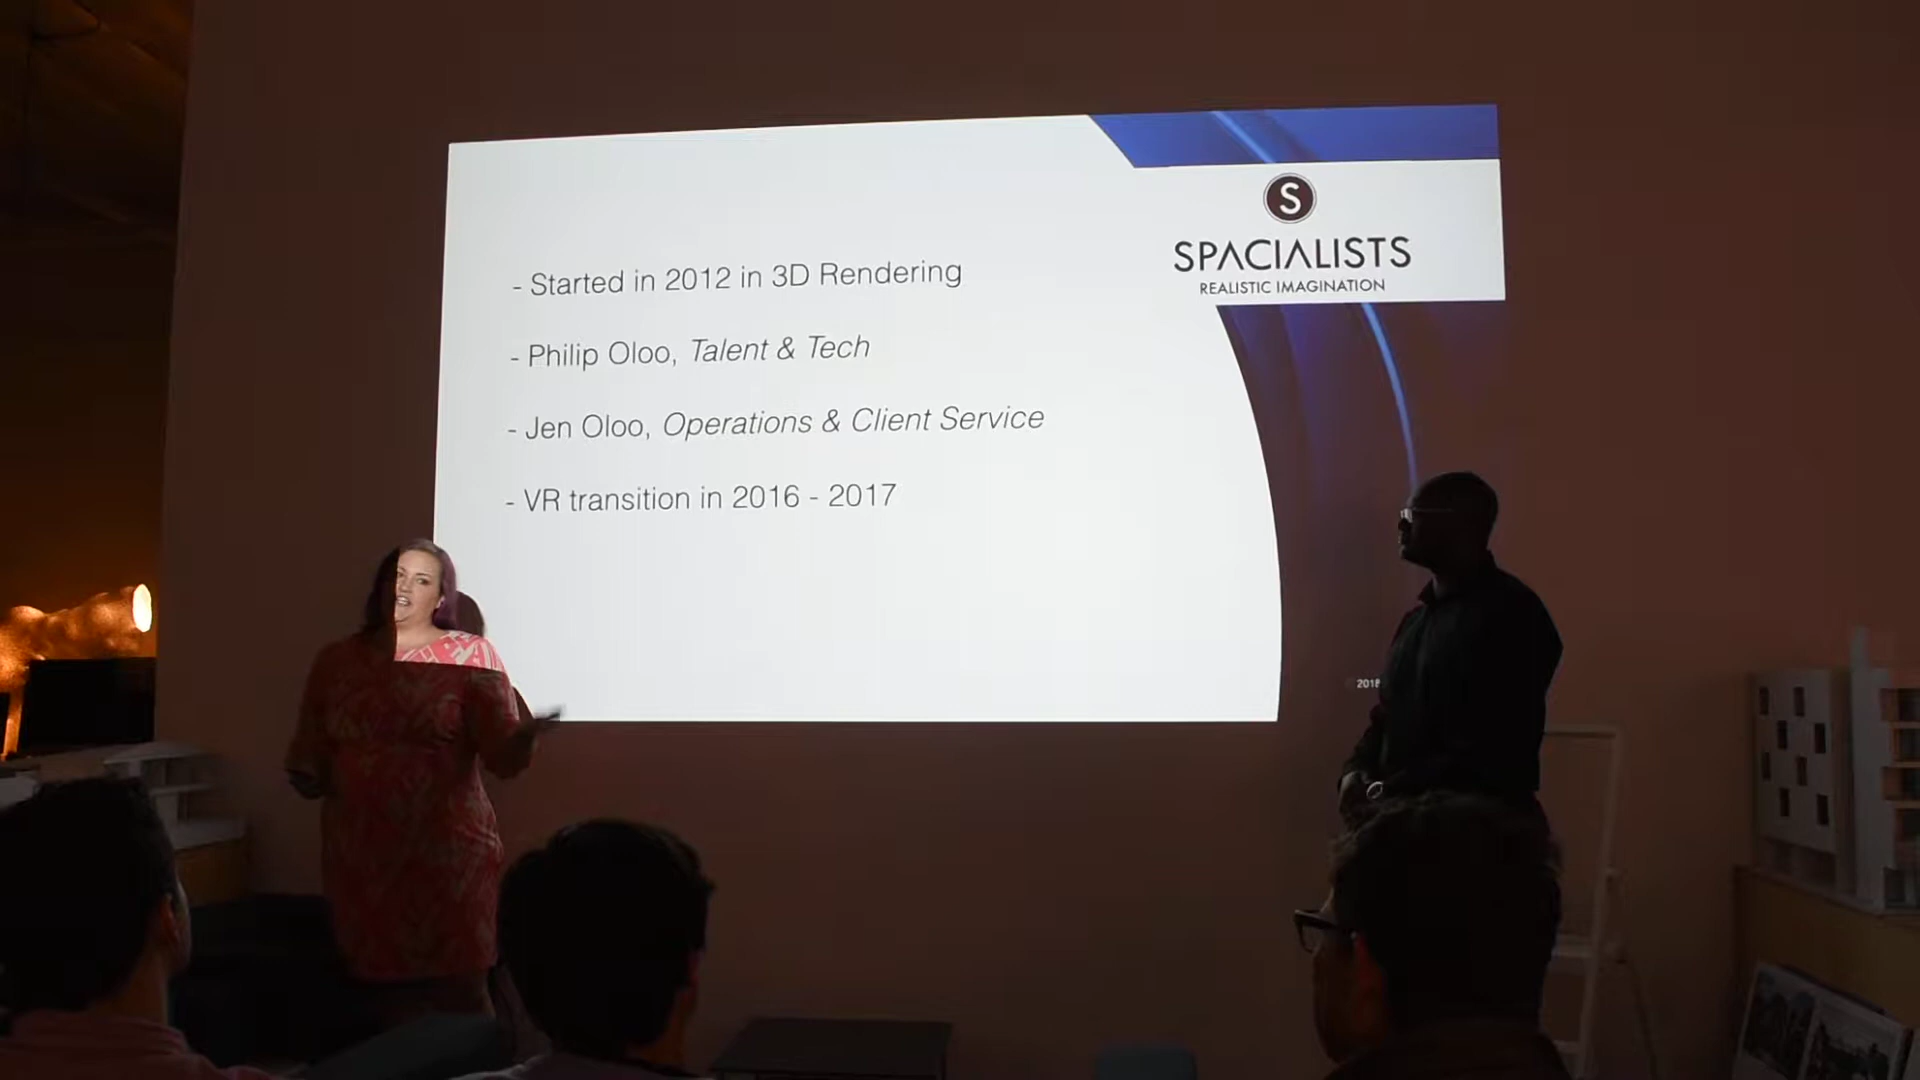 S
SPACIALISTS
REALISTIC IMAGINATION
- Started in 2012 in 3D Rendering
- Philip Oloo, Talent & Tech
- Jen Oloo, Operations & Client Service
- VR transition in 2016 - 2017
2018